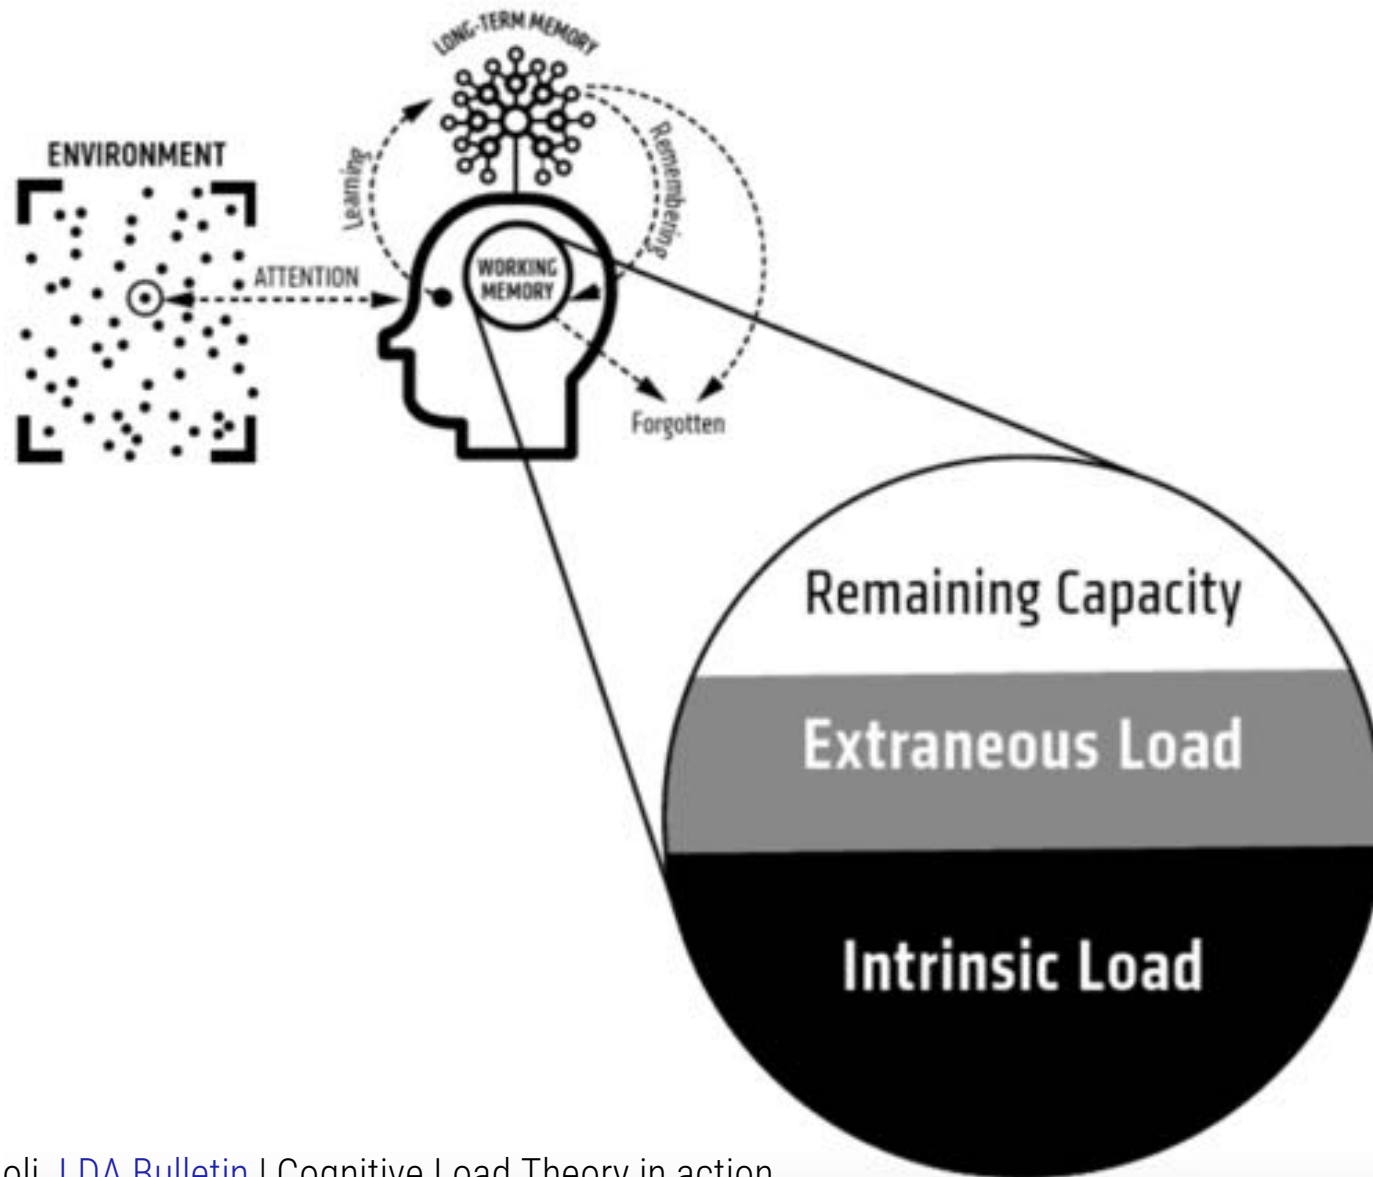 LONG-TERM MEMORY
ENVIRONMENT
Learning
Remembering
ATTENTION
WORKING
MEMORY
Forgotten
Remaining Capacity
Extraneous Load
Intrinsic Load
LDA Bulletin | Cognitive Load Theory in action